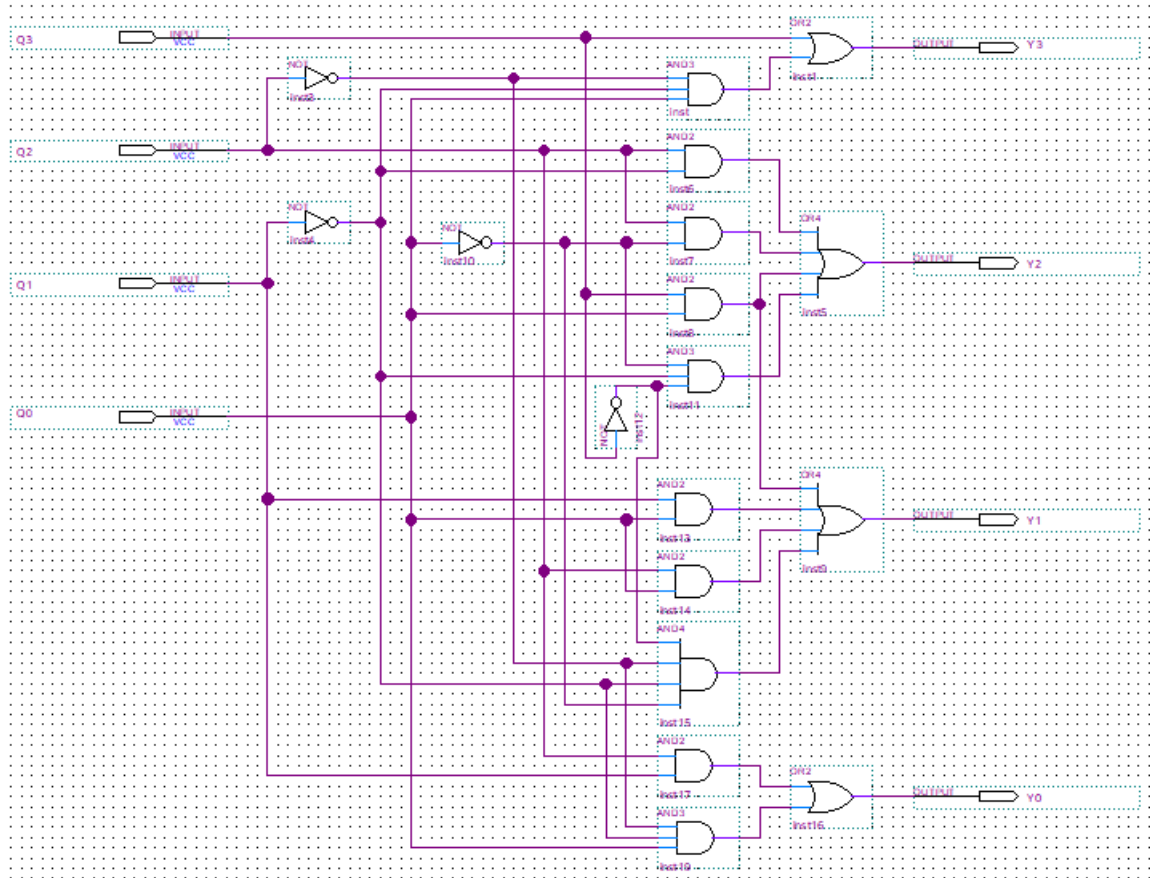 Q3
INPUT
VCC
OR2
inst1
OUTPUT
Y3
NOT
inst3
AND3
inst
Q2
INPUT
VCC
AND2
inst6
NOT
inst4
AND2
inst7
NOT
inst10
OR4
inst5
OUTPUT
Y2
Q1
INPUT
VCC
AND2
inst8
AND3
inst11
Q0
INPUT
VCC
NOT
inst12
AND2
inst13
OR4
inst9
OUTPUT
Y1
AND2
inst14
AND4
inst15
AND2
inst17
OR2
inst16
OUTPUT
Y0
AND3